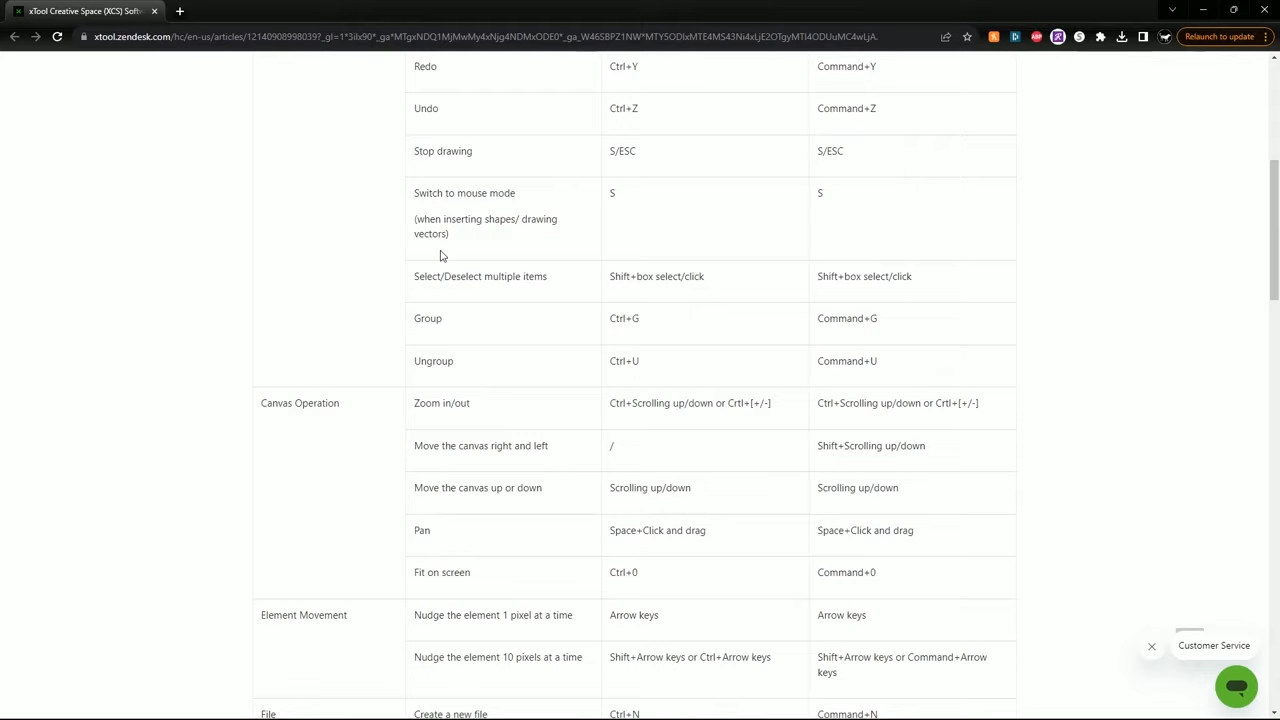 xTool Creative Space (XCS) Softw
xtool.zendesk.com/hc/en-us/articles/12140908998039?_gl=1*3ilx90*_ga*MTgxNDQ1MjMwMy4xNjg4NDMxODE0*_ga_W46SBPZ1NW*MTY5ODIxMTE4MS43Ni4xLjE2OTgyMTI4ODUuMC4wLjA.
Relaunch to update
Redo Ctrl+Y Command+Y
Undo Ctrl+Z Command+Z
Stop drawing S/ESC S/ESC
Switch to mouse mode S S
(when inserting shapes/ drawing
vectors)
Select/Deselect multiple items Shift+box select/click Shift+box select/click
Group Ctrl+G Command+G
Ungroup Ctrl+U Command+U
Canvas Operation Zoom in/out Ctrl+Scrolling up/down or Crtl+[+/-] Ctrl+Scrolling up/down or Crtl+[+/-]
Move the canvas right and left / Shift+Scrolling up/down
Move the canvas up or down Scrolling up/down Scrolling up/down
Pan Space+Click and drag Space+Click and drag
Fit on screen Ctrl+0 Command+0
Element Movement Nudge the element 1 pixel at a time Arrow keys Arrow keys
Nudge the element 10 pixels at a time Shift+Arrow keys or Ctrl+Arrow keys Shift+Arrow keys or Command+Arrow
keys
Customer Service
File Create a new file Ctrl+N Command+N